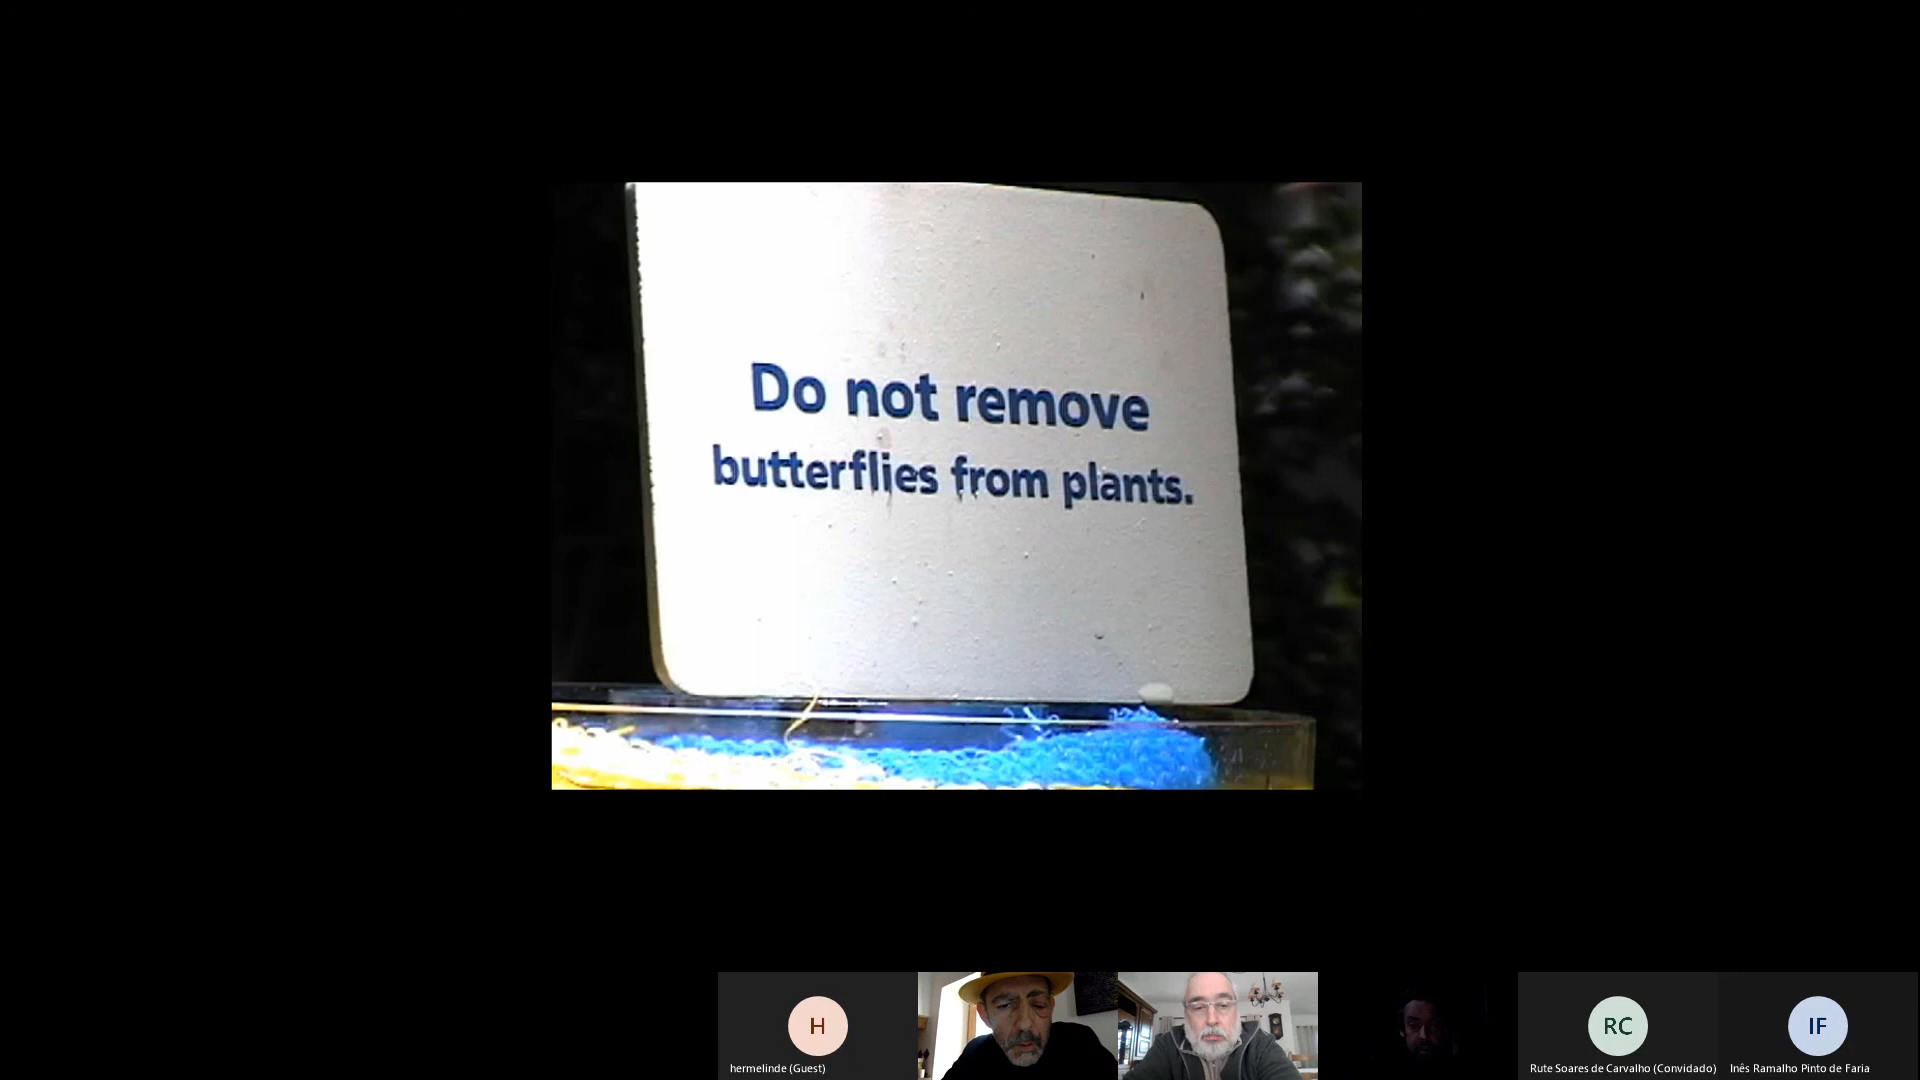 Do not remove
butterflies from plants.
H
RC
IF
hermelinde (Guest)
Rute Soares de Carvalho (Convidado)
Inês Ramalho Pinto de Faria